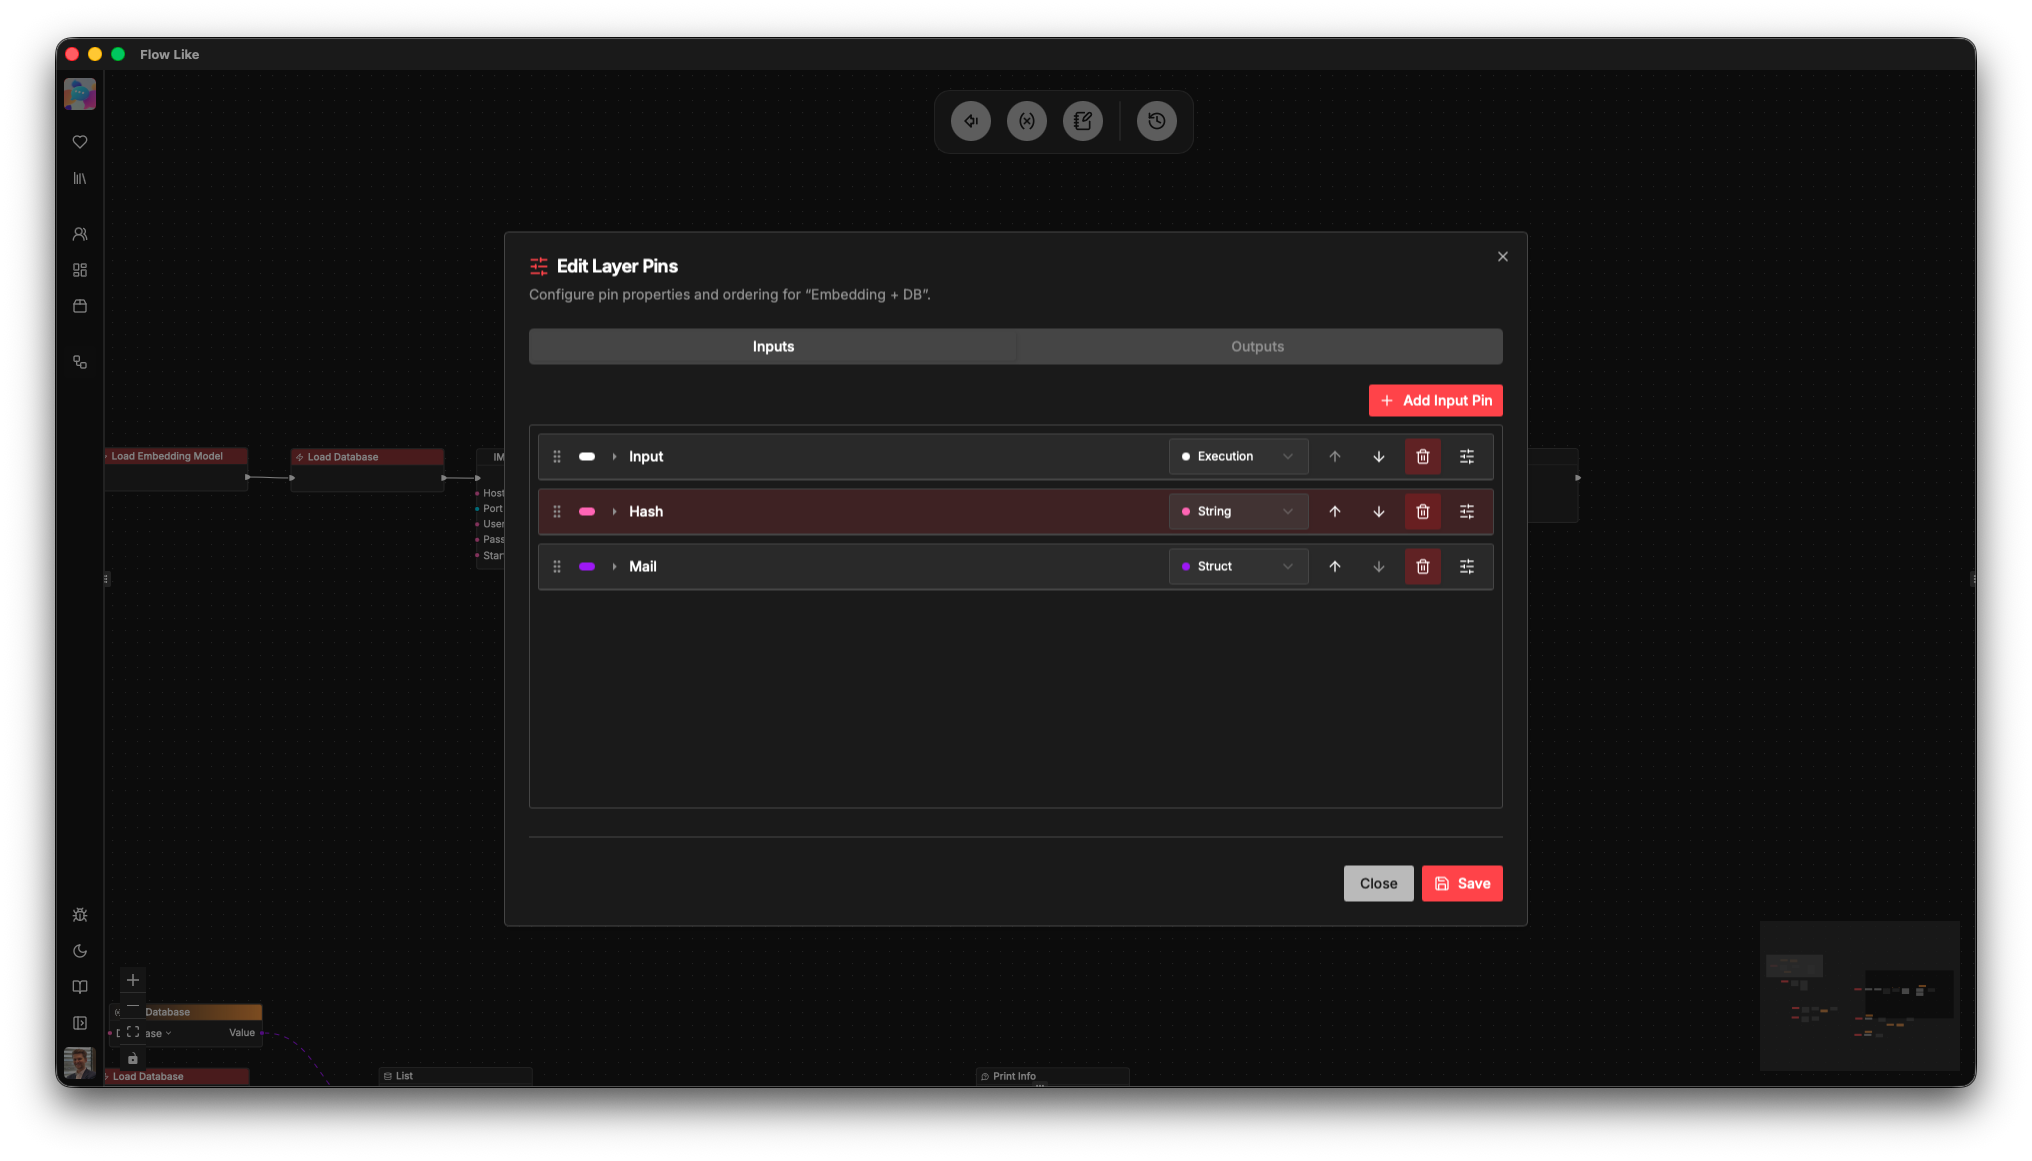 Flow Like
Edit Layer Pins
Configure pin properties and ordering for “Embedding + DB”.
Inputs
Outputs
Add Input Pin
Input
Execution
Hash
String
Mail
Struct
Close
Save
Load Embedding Model
Load Database
IM
Host
Port
User
Pass
Star
Database
ase
Value
Load Database
List
Print Info